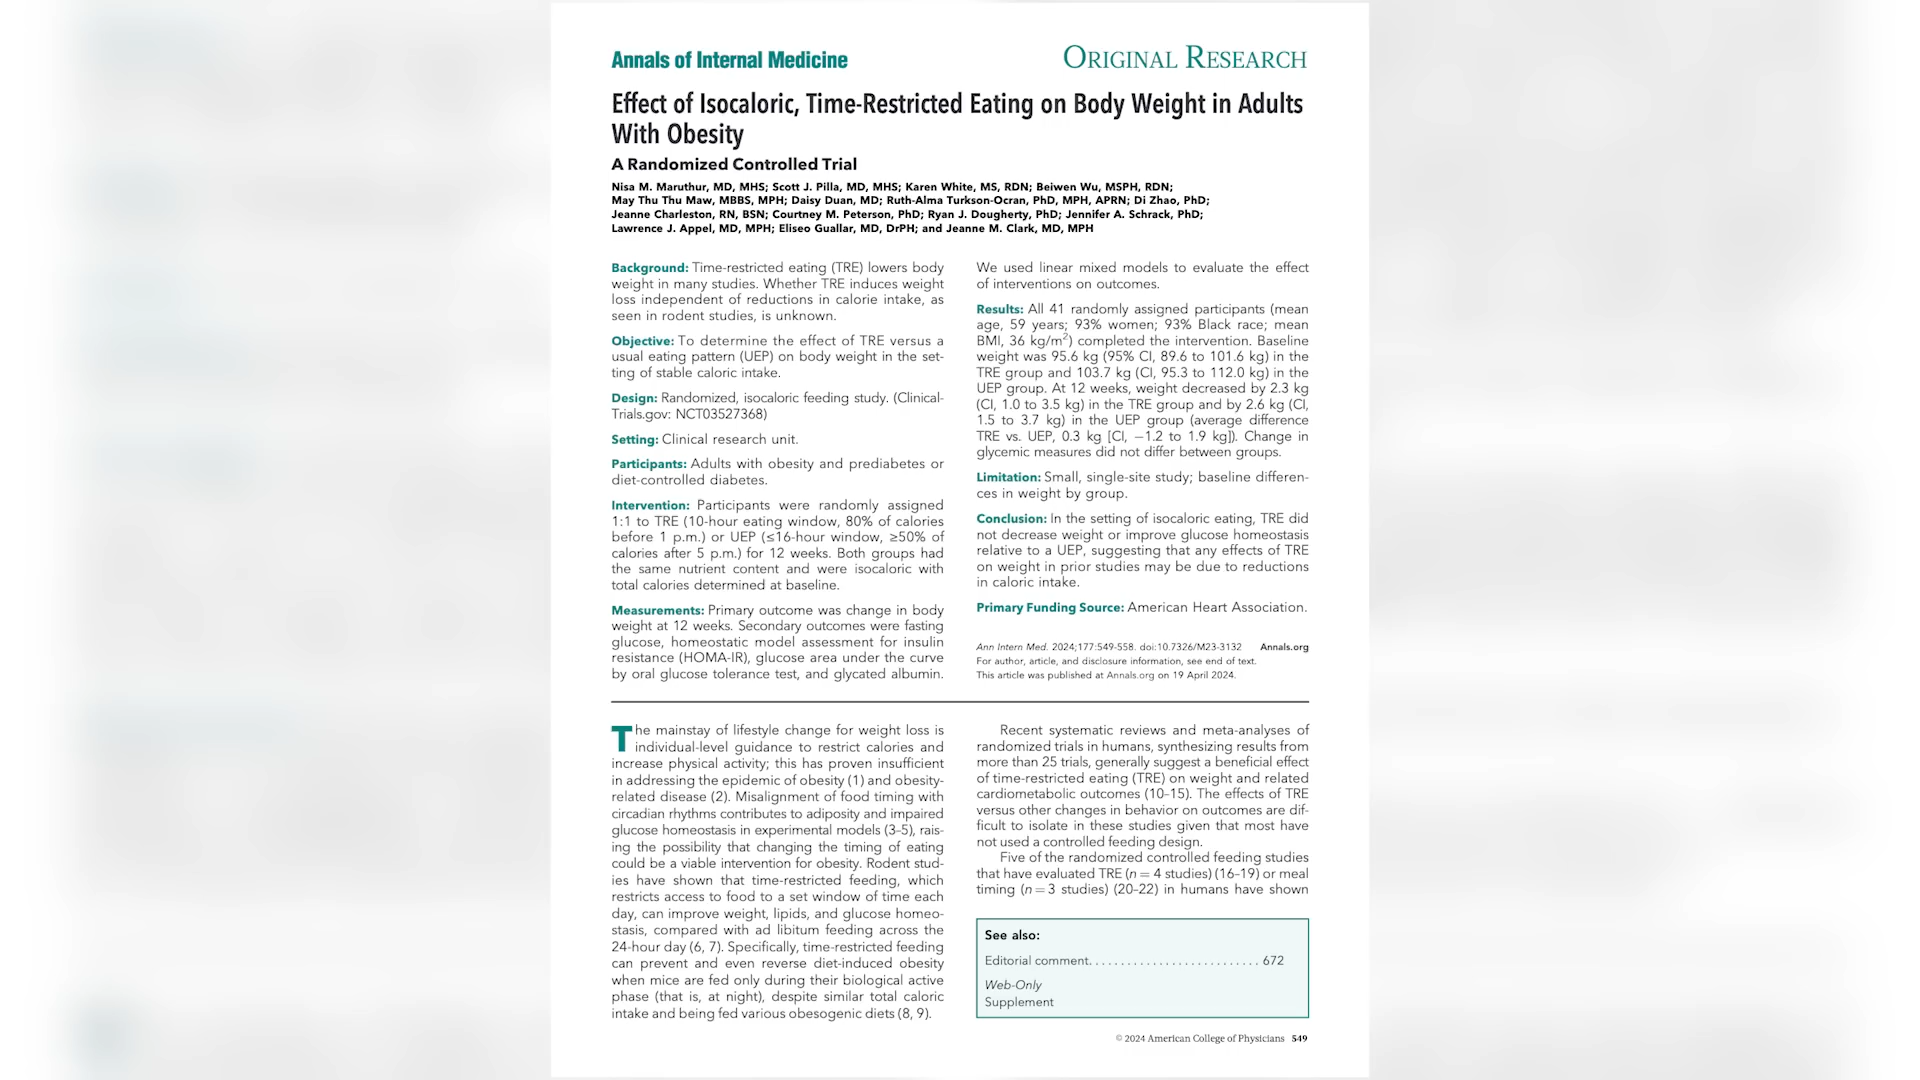 Annals of Internal Medicine
ORIGINAL RESEARCH
Effect of Isocaloric, Time-Restricted Eating on Body Weight in Adults
With Obesity
A Randomized Controlled Trial
Nisa M. Maruthur, MD, MHS; Scott J. Pilla, MD, MHS; Karen White, MS, RDN; Beiwen Wu, MSPH, RDN;
May Thu Thu Maw, MBBS, MPH; Daisy Duan, MD; Ruth-Alma Turkson-Ocran, PhD, MPH, APRN; Di Zhao, PhD;
Jeanne Charleston, RN, BSN; Courtney M. Peterson, PhD; Ryan J. Dougherty, PhD; Jennifer A. Schrack, PhD;
Lawrence J. Appel, MD, MPH; Eliseo Guallar, MD, DrPH; and Jeanne M. Clark, MD, MPH
Background: Time-restricted eating (TRE) lowers body
weight in many studies. Whether TRE induces weight
loss independent of reductions in calorie intake, as
seen in rodent studies, is unknown.
Objective: To determine the effect of TRE versus a
usual eating pattern (UEP) on body weight in the set-
ting of stable caloric intake.
Design: Randomized, isocaloric feeding study. (Clinical-
Trials.gov: NCT03527368)
Setting: Clinical research unit.
Participants: Adults with obesity and prediabetes or
diet-controlled diabetes.
Intervention: Participants were randomly assigned
1:1 to TRE (10-hour eating window, 80% of calories
before 1 p.m.) or UEP (≤16-hour window, ≥50% of
calories after 5 p.m.) for 12 weeks. Both groups had
the same nutrient content and were isocaloric with
total calories determined at baseline.
Measurements: Primary outcome was change in body
weight at 12 weeks. Secondary outcomes were fasting
glucose, homeostatic model assessment for insulin
resistance (HOMA-IR), glucose area under the curve
by oral glucose tolerance test, and glycated albumin.
We used linear mixed models to evaluate the effect
of interventions on outcomes.
Results: All 41 randomly assigned participants (mean
age, 59 years; 93% women; 93% Black race; mean
BMI, 36 kg/m²) completed the intervention. Baseline
weight was 95.6 kg (95% CI, 89.6 to 101.6 kg) in the
TRE group and 103.7 kg (CI, 95.3 to 112.0 kg) in the
UEP group. At 12 weeks, weight decreased by 2.3 kg
(CI, 1.0 to 3.5 kg) in the TRE group and by 2.6 kg (CI,
1.5 to 3.7 kg) in the UEP group (average difference
TRE vs. UEP, 0.3 kg [CI, −1.2 to 1.9 kg]). Change in
glycemic measures did not differ between groups.
Limitation: Small, single-site study; baseline differen-
ces in weight by group.
Conclusion: In the setting of isocaloric eating, TRE did
not decrease weight or improve glucose homeostasis
relative to a UEP, suggesting that any effects of TRE
on weight in prior studies may be due to reductions
in caloric intake.
Primary Funding Source: American Heart Association.
Ann Intern Med. 2024;177:549-558. doi:10.7326/M23-3132 Annals.org
For author, article, and disclosure information, see end of text.
This article was published at Annals.org on 19 April 2024.
The mainstay of lifestyle change for weight loss is
individual-level guidance to restrict calories and
increase physical activity; this has proven insufficient
in addressing the epidemic of obesity (1) and obesity-
related disease (2). Misalignment of food timing with
circadian rhythms contributes to adiposity and impaired
glucose homeostasis in experimental models (3–5), rais-
ing the possibility that changing the timing of eating
could be a viable intervention for obesity. Rodent stud-
ies have shown that time-restricted feeding, which
restricts access to food to a set window of time each
day, can improve weight, lipids, and glucose homeo-
stasis, compared with ad libitum feeding across the
24-hour day (6, 7). Specifically, time-restricted feeding
can prevent and even reverse diet-induced obesity
when mice are fed only during their biological active
phase (that is, at night), despite similar total caloric
intake and being fed various obesogenic diets (8, 9).
Recent systematic reviews and meta-analyses of
randomized trials in humans, synthesizing results from
more than 25 trials, generally suggest a beneficial effect
of time-restricted eating (TRE) on weight and related
cardiometabolic outcomes (10–15). The effects of TRE
versus other changes in behavior on outcomes are dif-
ficult to isolate in these studies given that most have
not used a controlled feeding design.
Five of the randomized controlled feeding studies
that have evaluated TRE (n = 4 studies) (16–19) or meal
timing (n = 3 studies) (20–22) in humans have shown
See also:
Editorial comment. . . . . . . . . . . . . . . . . . . . . . . . . . 672
Web-Only
Supplement
© 2024 American College of Physicians 549